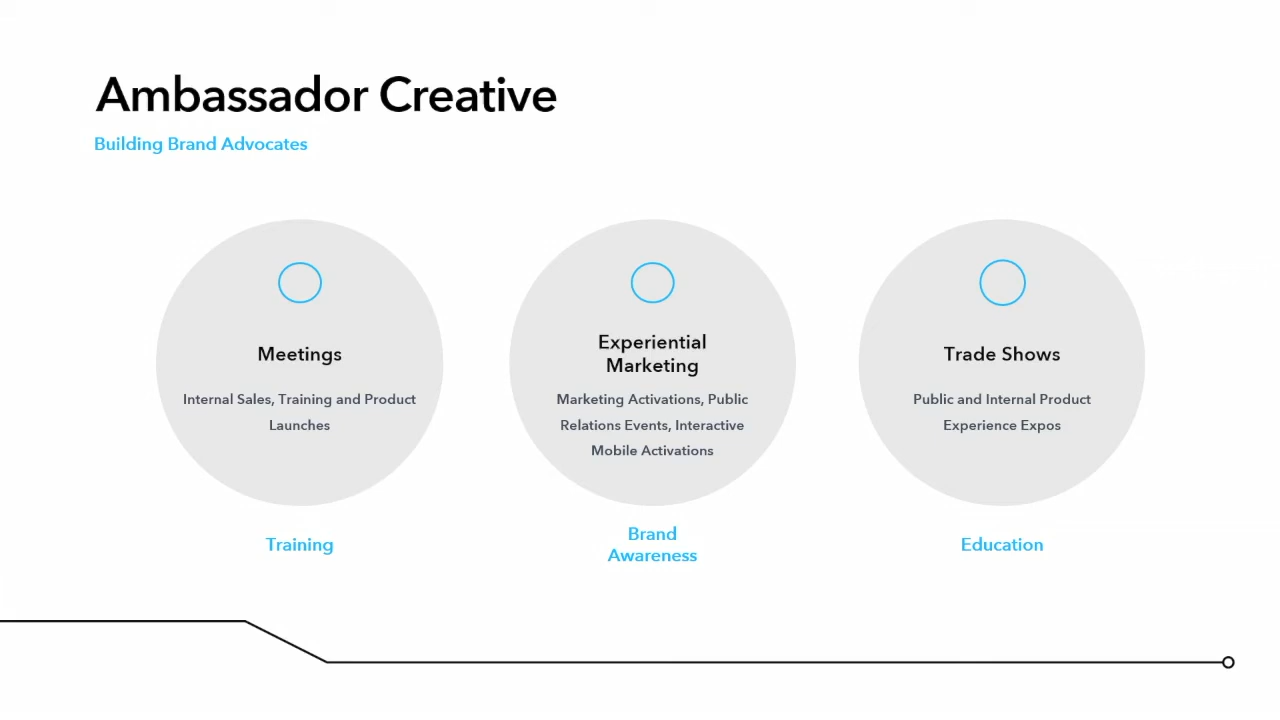 Ambassador Creative
Building Brand Advocates
Meetings
Internal Sales, Training and Product
Launches
Training
Experiential
Marketing
Marketing Activations, Public
Relations Events, Interactive
Mobile Activations
Brand
Awareness
Trade Shows
Public and Internal Product
Experience Expos
Education